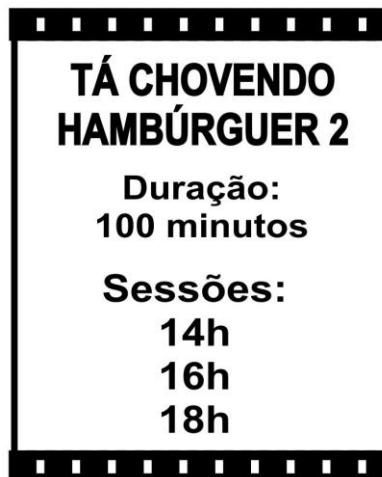 TÁ CHOVENDO
HAMBÚRGUER 2
Duração:
100 minutos
Sessões:
14h
16h
18h